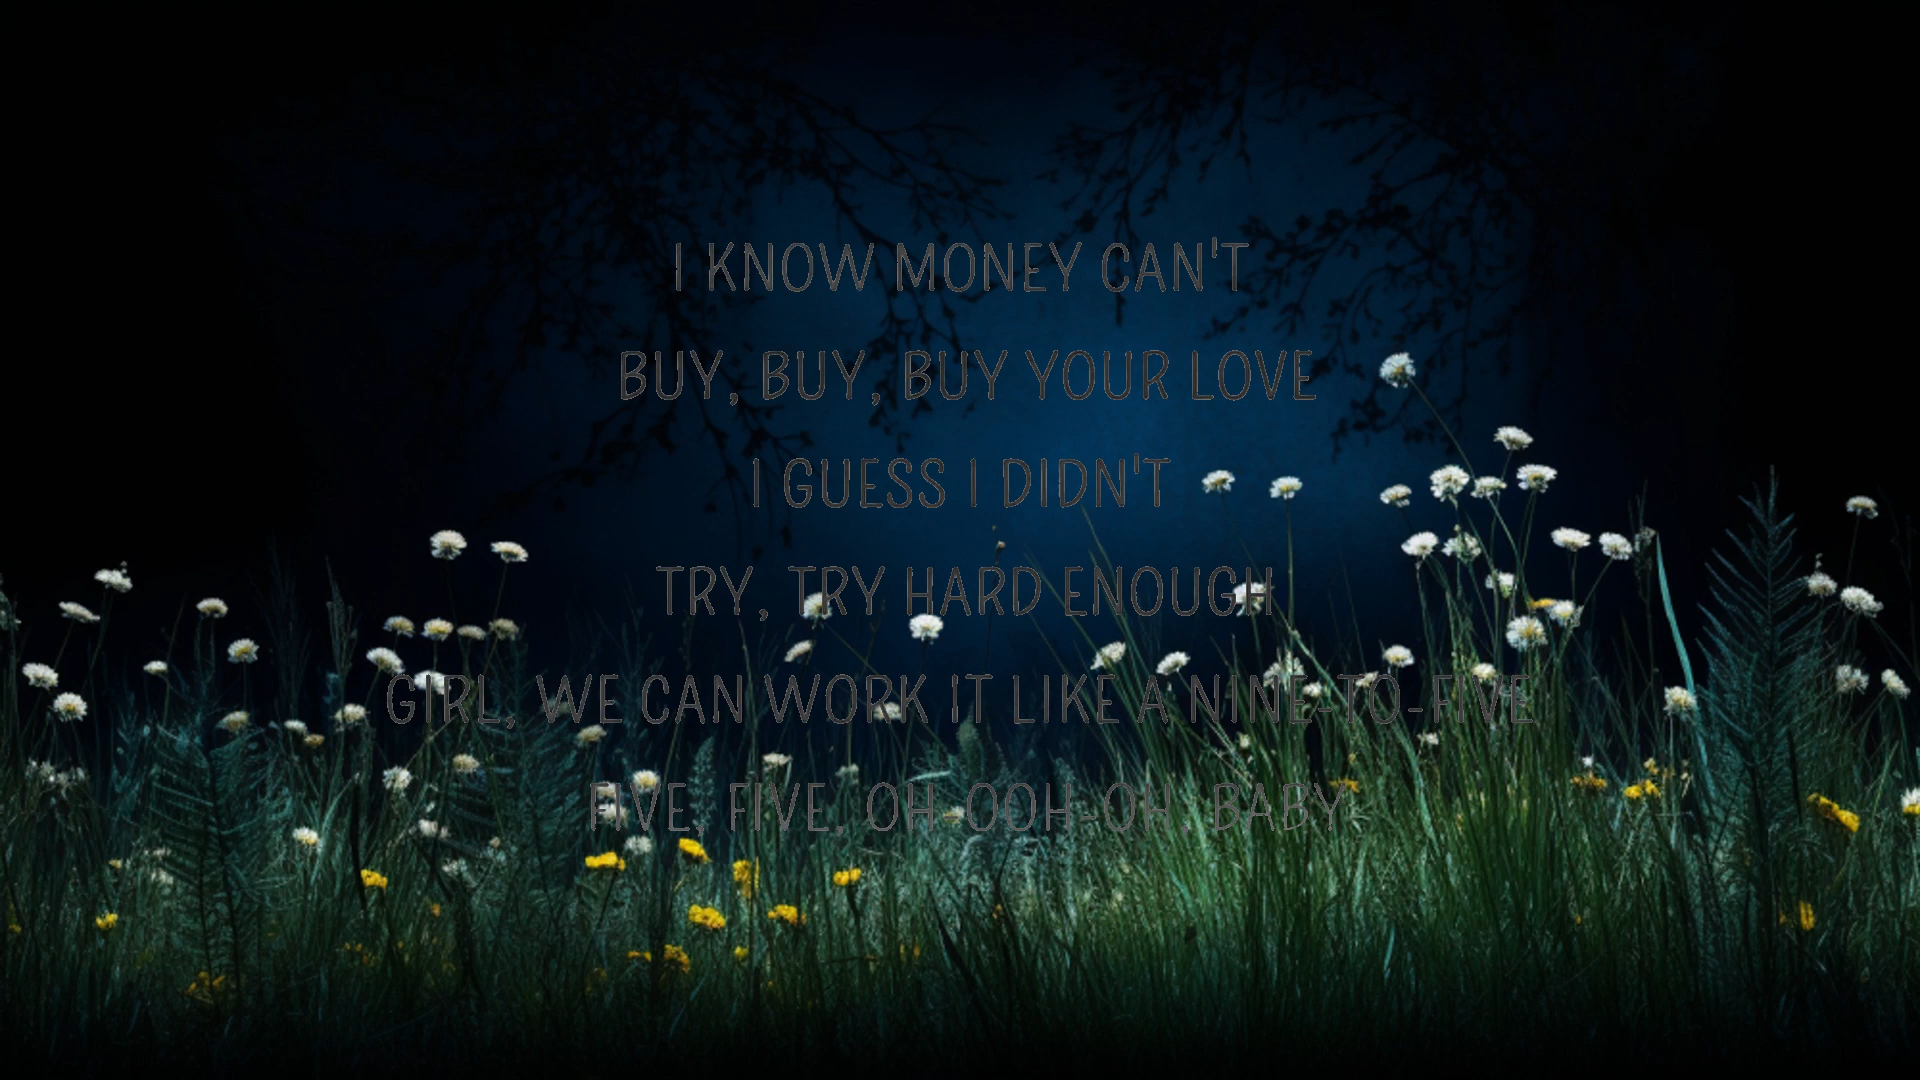 I KNOW MONEY CAN'T
BUY, BUY, BUY YOUR LOVE
I GUESS I DIDN'T
TRY, TRY HARD ENOUGH
GIRL, WE CAN WORK IT LIKE A NINE-TO-FIVE
FIVE, FIVE, OH-OOH-OH, BABY